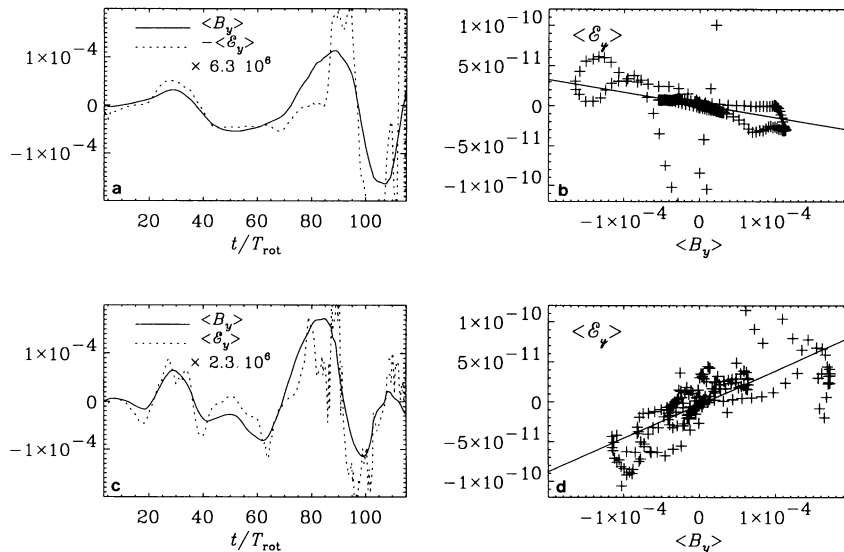 <B_y>
−<ℰ_y>
× 6.3 10^6
1×10^−4
0
−1×10^−4
a
20 40 60 80 100
t/T_rot
<ℰ_y>
1×10^−10
5×10^−11
0
−5×10^−11
−1×10^−10
b
−1×10^−4 0 1×10^−4
<B_y>
<B_y>
<ℰ_y>
× 2.3 10^6
1×10^−4
0
−1×10^−4
c
20 40 60 80 100
t/T_rot
<ℰ_y>
1×10^−10
5×10^−11
0
−5×10^−11
−1×10^−10
d
−1×10^−4 0 1×10^−4
<B_y>